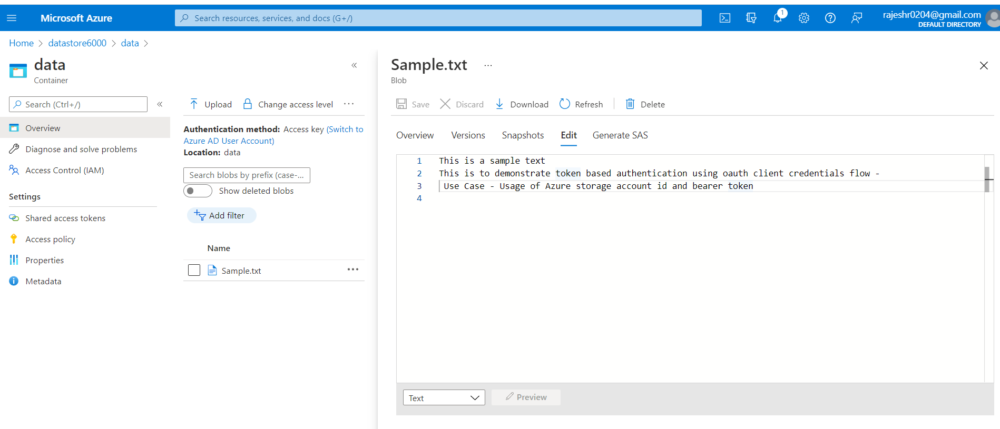 Microsoft Azure
Search resources, services, and docs (G+/)
1
rajeshr0204@gmail.com
DEFAULT DIRECTORY
Home > datastore6000 > data >
data
Container
«
Search (Ctrl+/)
«
Overview
Diagnose and solve problems
Access Control (IAM)
Settings
Shared access tokens
Access policy
Properties
Metadata
Upload
Change access level
...
Authentication method: Access key (Switch to
Azure AD User Account)
Location: data
Search blobs by prefix (case-...
Show deleted blobs
Add filter
Name
Sample.txt
...
Sample.txt
...
Blob
Save
Discard
Download
Refresh
Delete
Overview
Versions
Snapshots
Edit
Generate SAS
1 This is a sample text
2 This is to demonstrate token based authentication using oauth client credentials flow -
3 Use Case - Usage of Azure storage account id and bearer token
4
Text
Preview